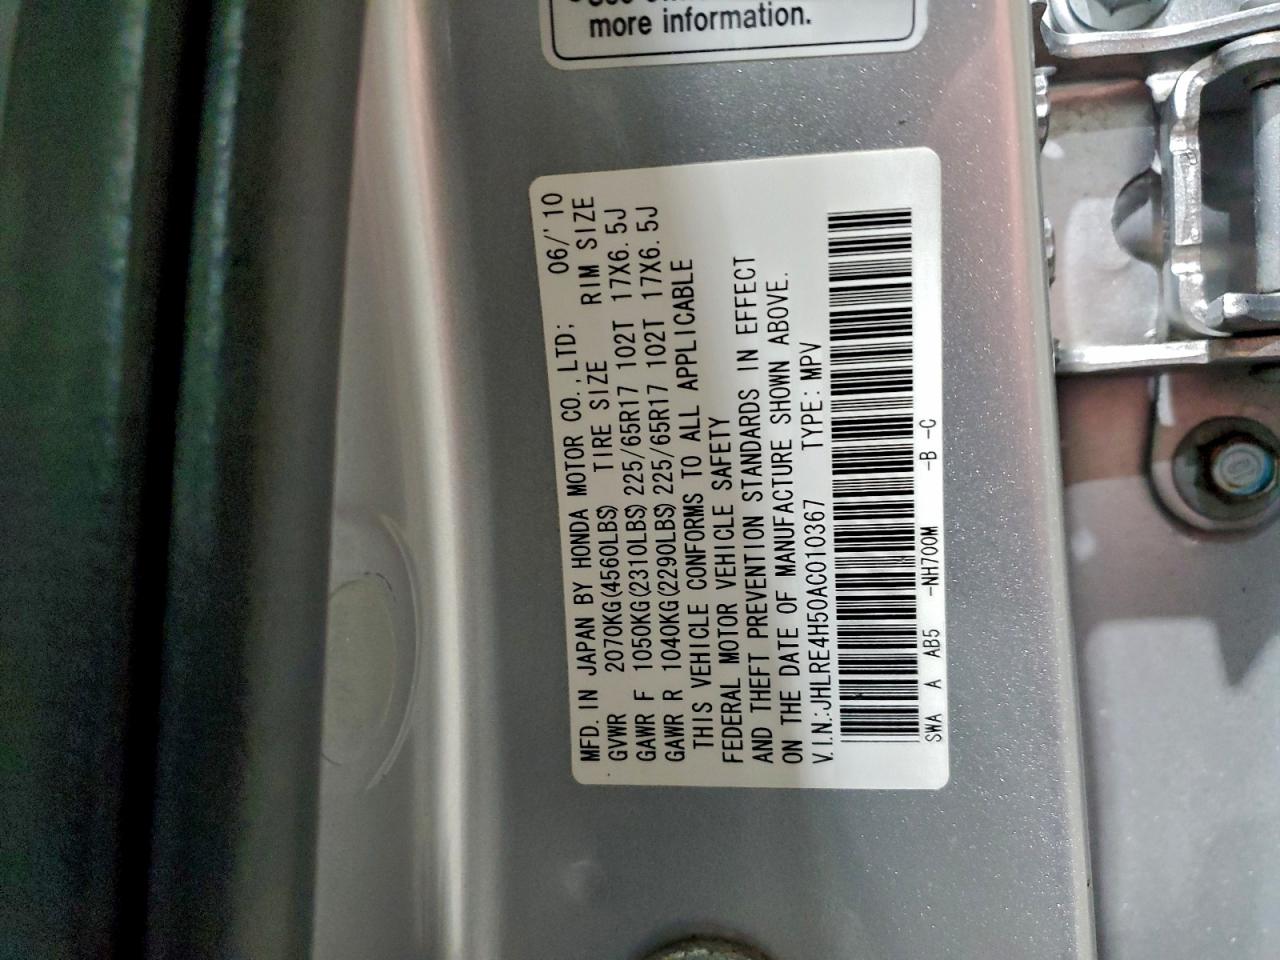 more information.
MFD. IN JAPAN BY HONDA MOTOR CO., LTD; 06/'10
GVWR 2070KG(4560LBS) TIRE SIZE RIM SIZE
GAWR F 1050KG(2310LBS) 225/65R17 102T 17X6.5J
GAWR R 1040KG(2290LBS) 225/65R17 102T 17X6.5J
THIS VEHICLE CONFORMS TO ALL APPLICABLE
FEDERAL MOTOR VEHICLE SAFETY
AND THEFT PREVENTION STANDARDS IN EFFECT
ON THE DATE OF MANUFACTURE SHOWN ABOVE.
V.I.N.:JHLRE4H50AC010367 TYPE: MPV
SWA A AB5 -NH700M -B -C